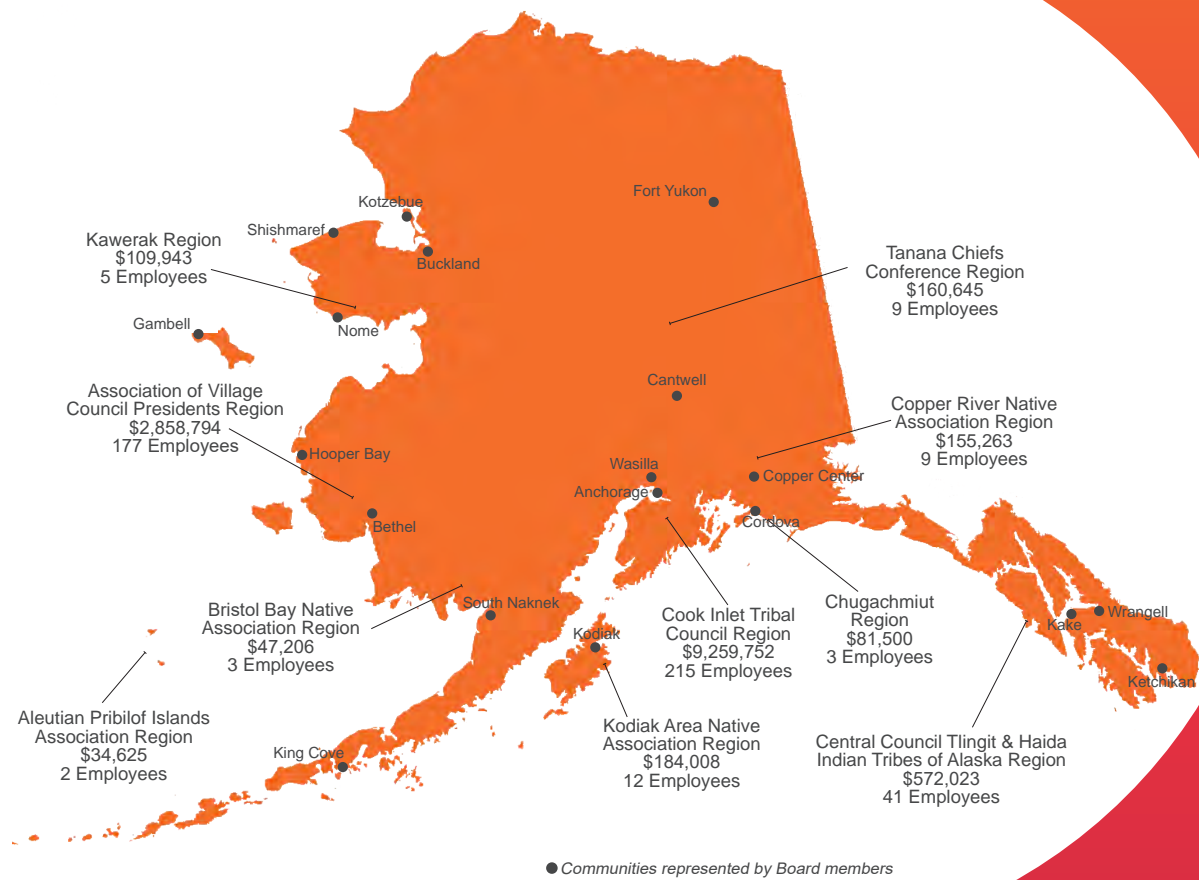 Fort Yukon
Kotzebue
Shishmaref
Kawerak Region
$109,943
5 Employees
Buckland
Tanana Chiefs
Conference Region
$160,645
9 Employees
Gambell
Nome
Cantwell
Association of Village
Council Presidents Region
$2,858,794
177 Employees
Copper River Native
Association Region
$155,263
9 Employees
Hooper Bay
Wasilla
Copper Center
Anchorage
Bethel
Cordova
South Naknek
Bristol Bay Native
Association Region
$47,206
3 Employees
Kodiak
Cook Inlet Tribal
Council Region
$9,259,752
215 Employees
Chugachmiut
Region
$81,500
3 Employees
Wrangell
Kake
Ketchikan
Aleutian Pribilof Islands
Association Region
$34,625
2 Employees
King Cove
Kodiak Area Native
Association Region
$184,008
12 Employees
Central Council Tlingit & Haida
Indian Tribes of Alaska Region
$572,023
41 Employees
Communities represented by Board members